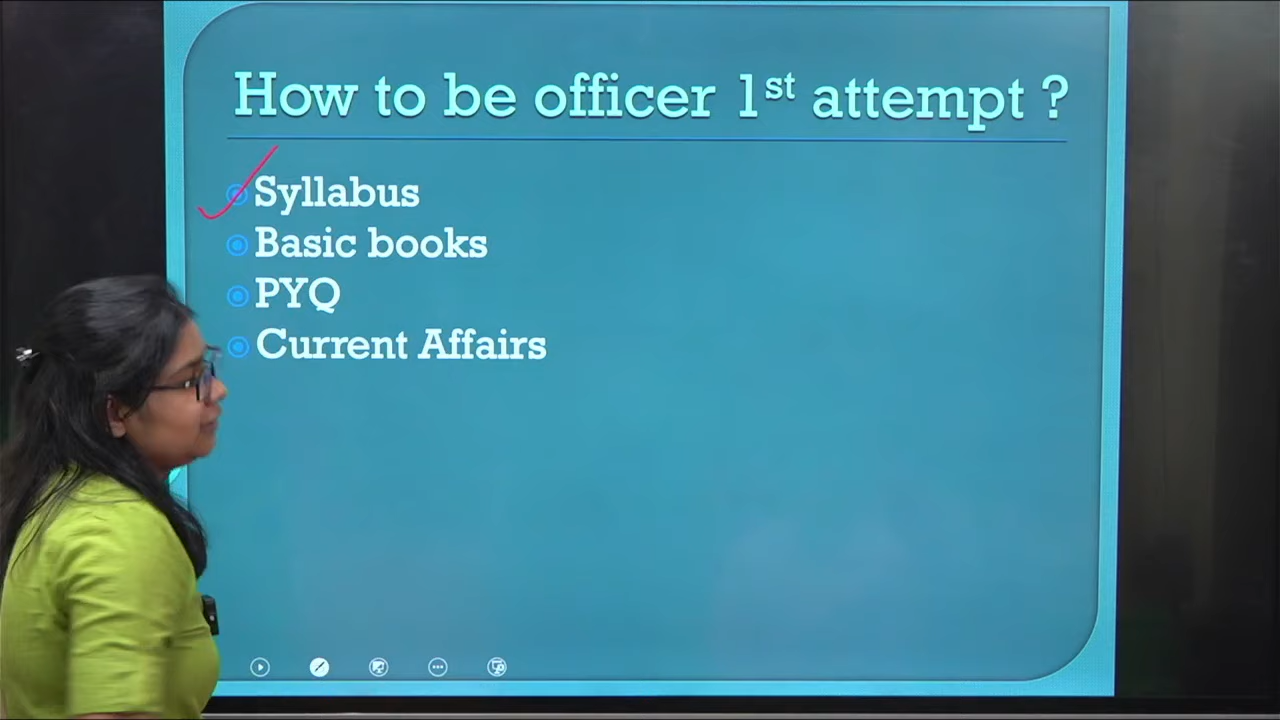 How to be officer 1st attempt ?
Syllabus
Basic books
PYQ
Current Affairs